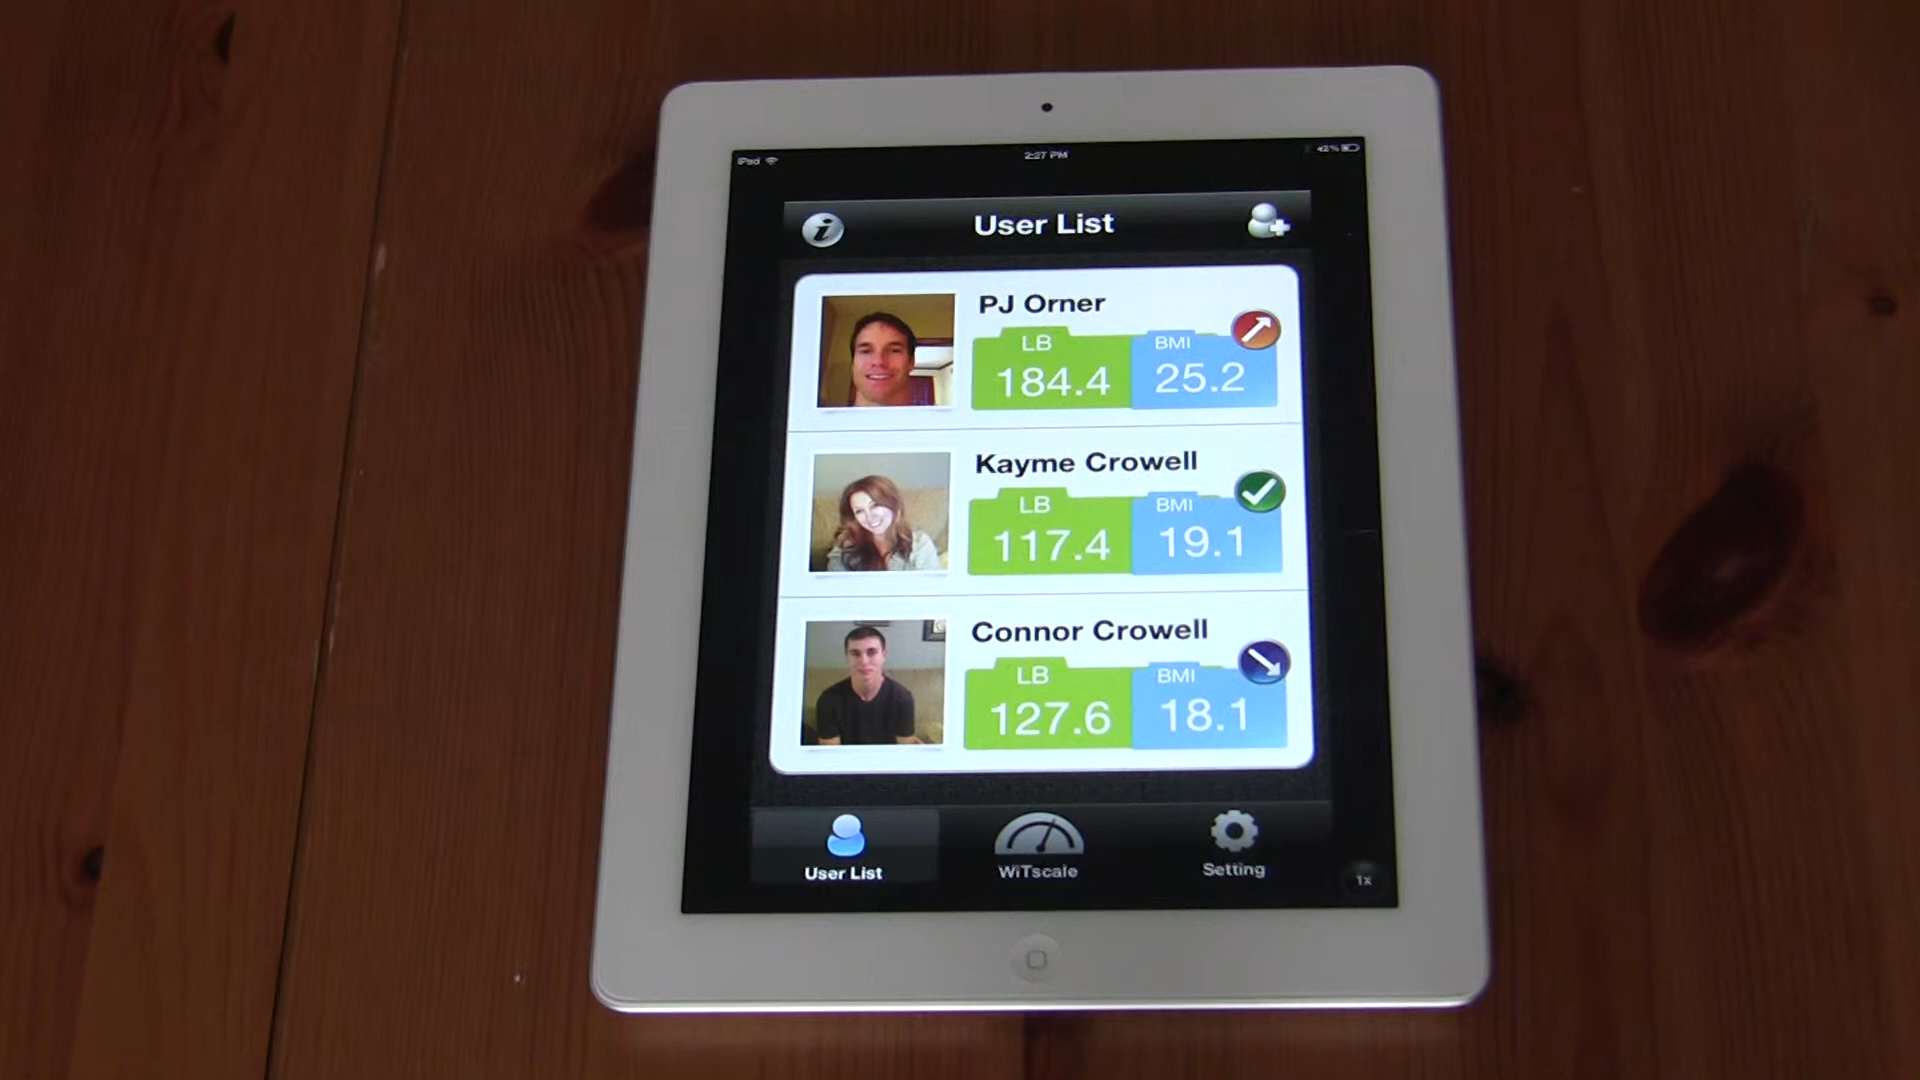 iPad
2:27 PM
42%
User List
PJ Orner
LB
BMI
184.4
25.2
Kayme Crowell
LB
BMI
117.4
19.1
Connor Crowell
LB
BMI
127.6
18.1
User List
WiTscale
Setting
1x